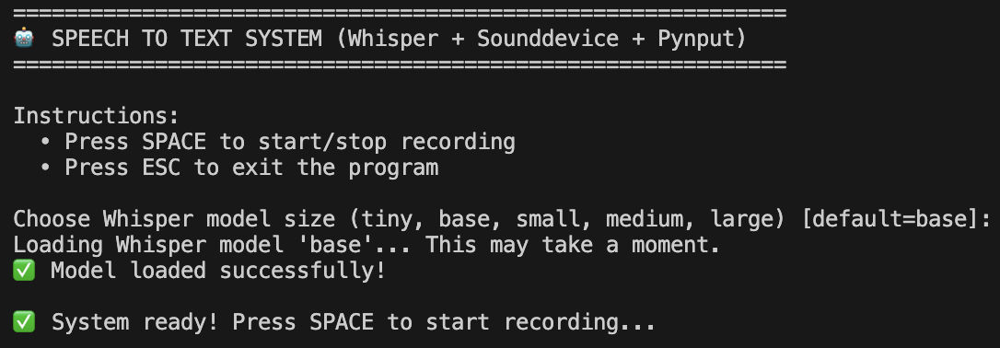 ============================================================
🤖 SPEECH TO TEXT SYSTEM (Whisper + Sounddevice + Pynput)
============================================================
Instructions:
• Press SPACE to start/stop recording
• Press ESC to exit the program
Choose Whisper model size (tiny, base, small, medium, large) [default=base]:
Loading Whisper model 'base'... This may take a moment.
✅ Model loaded successfully!
✅ System ready! Press SPACE to start recording...